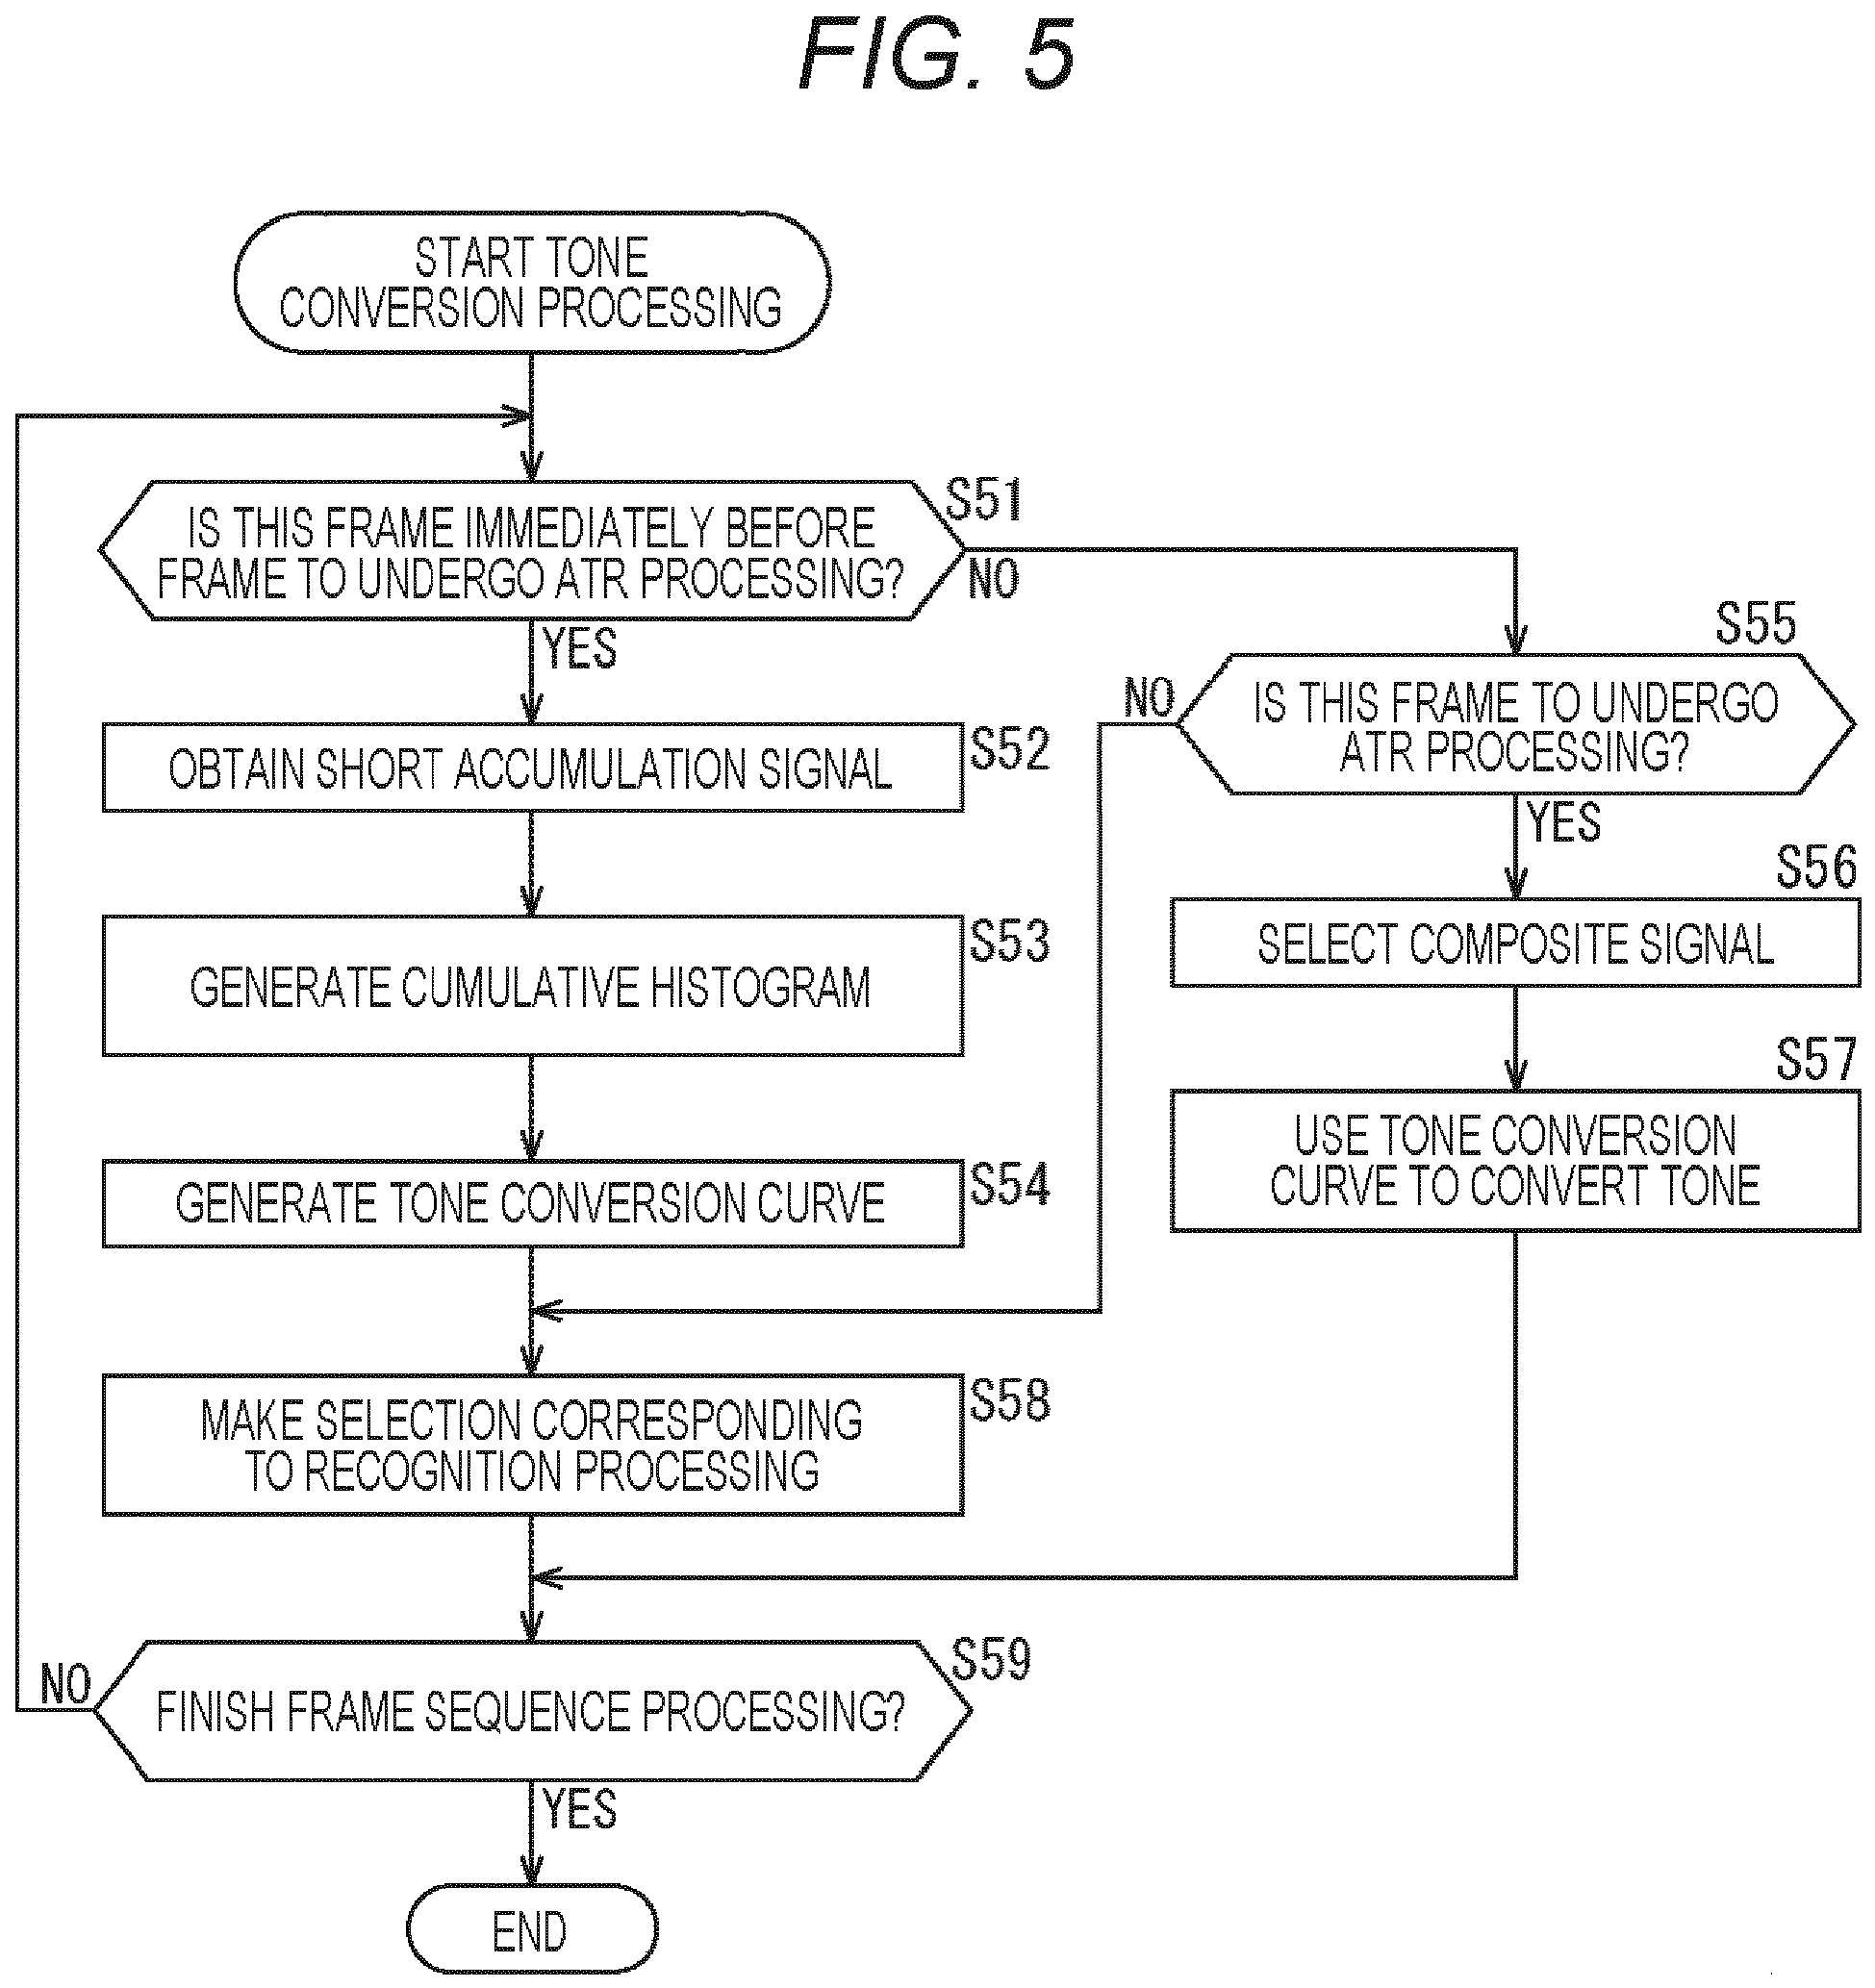 FIG. 5
START TONE
CONVERSION PROCESSING
S51
IS THIS FRAME IMMEDIATELY BEFORE
FRAME TO UNDERGO ATR PROCESSING?
NO
YES
S52
OBTAIN SHORT ACCUMULATION SIGNAL
S53
GENERATE CUMULATIVE HISTOGRAM
S54
GENERATE TONE CONVERSION CURVE
S55
NO
IS THIS FRAME TO UNDERGO
ATR PROCESSING?
YES
S56
SELECT COMPOSITE SIGNAL
S57
USE TONE CONVERSION
CURVE TO CONVERT TONE
S58
MAKE SELECTION CORRESPONDING
TO RECOGNITION PROCESSING
S59
NO
FINISH FRAME SEQUENCE PROCESSING?
YES
END